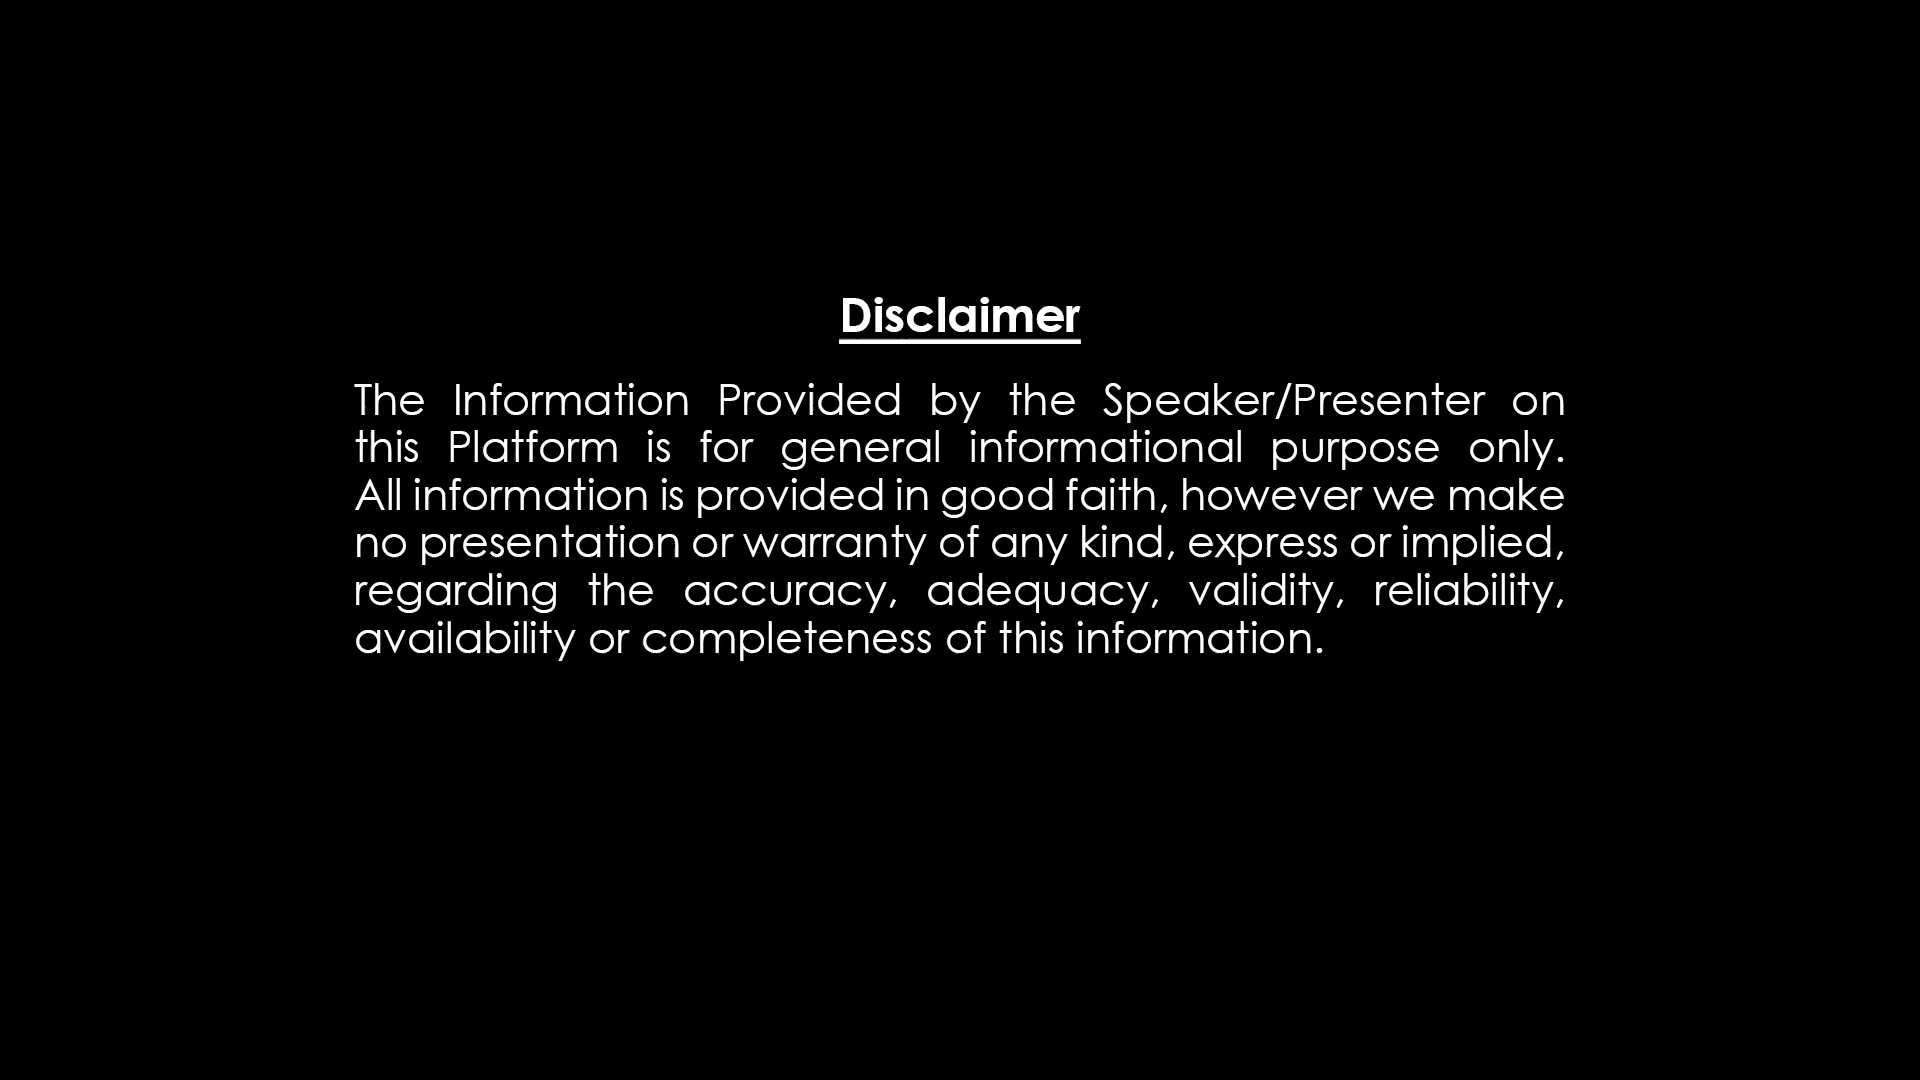 Disclaimer
The Information Provided by the Speaker/Presenter on
this Platform is for general informational purpose only.
All information is provided in good faith, however we make
no presentation or warranty of any kind, express or implied,
regarding the accuracy, adequacy, validity, reliability,
availability or completeness of this information.